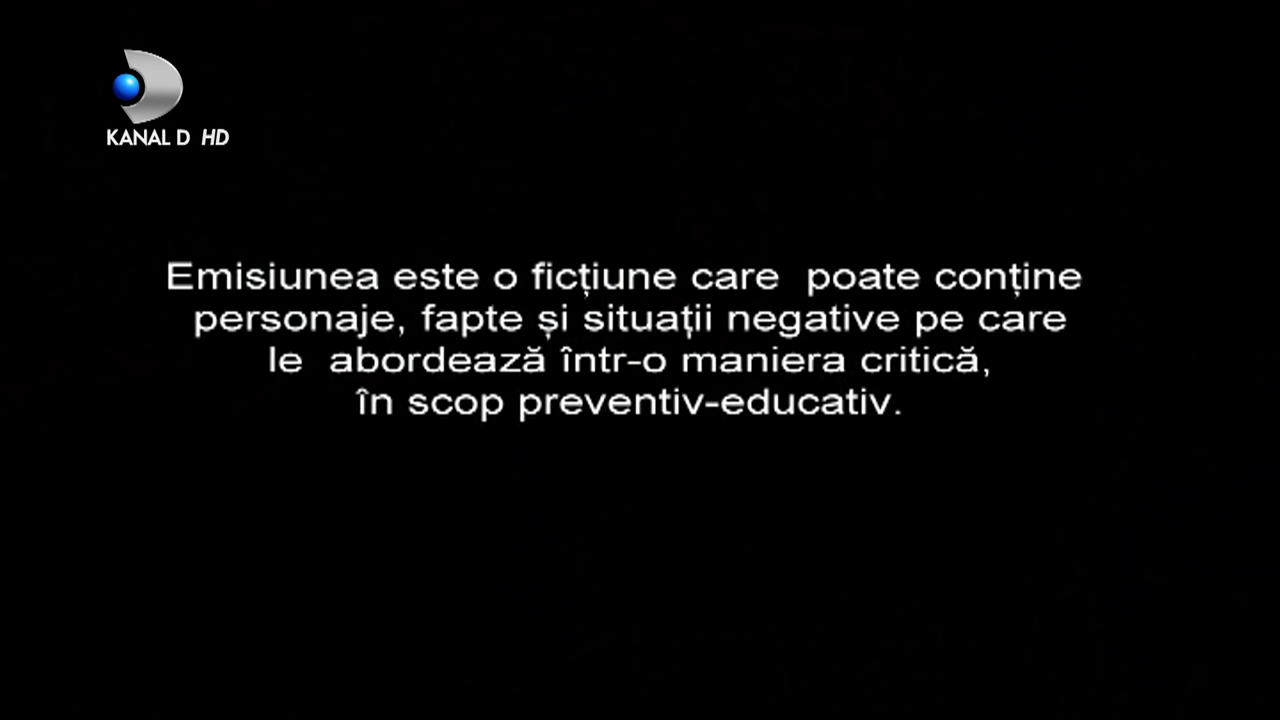 KANAL D HD
Emisiunea este o ficțiune care poate conține
personaje, fapte și situații negative pe care
le abordează într-o maniera critică,
în scop preventiv-educativ.